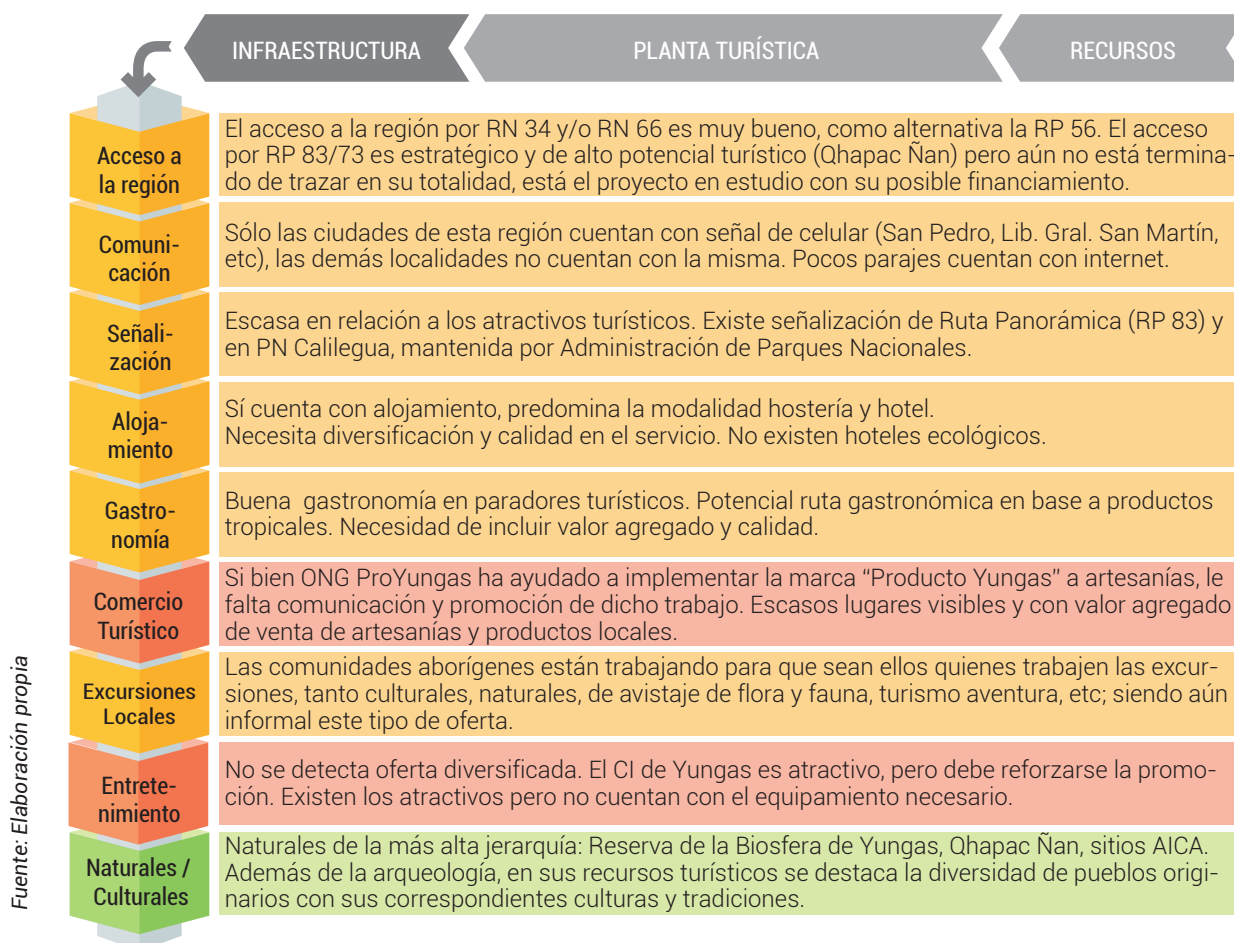 INFRAESTRUCTURA
PLANTA TURÍSTICA
RECURSOS
Acceso a
la región
El acceso a la región por RN 34 y/o RN 66 es muy bueno, como alternativa la RP 56. El acceso
por RP 83/73 es estratégico y de alto potencial turístico (Qhapac Ñan) pero aún no está termina-
do de trazar en su totalidad, está el proyecto en estudio con su posible financiamiento.
Comuni-
cación
Sólo las ciudades de esta región cuentan con señal de celular (San Pedro, Lib. Gral. San Martín,
etc), las demás localidades no cuentan con la misma. Pocos parajes cuentan con internet.
Señali-
zación
Escasa en relación a los atractivos turísticos. Existe señalización de Ruta Panorámica (RP 83) y
en PN Calilegua, mantenida por Administración de Parques Nacionales.
Aloja-
miento
Sí cuenta con alojamiento, predomina la modalidad hostería y hotel.
Necesita diversificación y calidad en el servicio. No existen hoteles ecológicos.
Gastro-
nomía
Buena gastronomía en paradores turísticos. Potencial ruta gastronómica en base a productos
tropicales. Necesidad de incluir valor agregado y calidad.
Comercio
Turístico
Si bien ONG ProYungas ha ayudado a implementar la marca “Producto Yungas” a artesanías, le
falta comunicación y promoción de dicho trabajo. Escasos lugares visibles y con valor agregado
de venta de artesanías y productos locales.
Excursiones
Locales
Las comunidades aborígenes están trabajando para que sean ellos quienes trabajen las excur-
siones, tanto culturales, naturales, de avistaje de flora y fauna, turismo aventura, etc; siendo aún
informal este tipo de oferta.
Entrete-
nimiento
No se detecta oferta diversificada. El CI de Yungas es atractivo, pero debe reforzarse la promo-
ción. Existen los atractivos pero no cuentan con el equipamiento necesario.
Naturales /
Culturales
Naturales de la más alta jerarquía: Reserva de la Biosfera de Yungas, Qhapac Ñan, sitios AICA.
Además de la arqueología, en sus recursos turísticos se destaca la diversidad de pueblos origi-
narios con sus correspondientes culturas y tradiciones.
Fuente: Elaboración propia